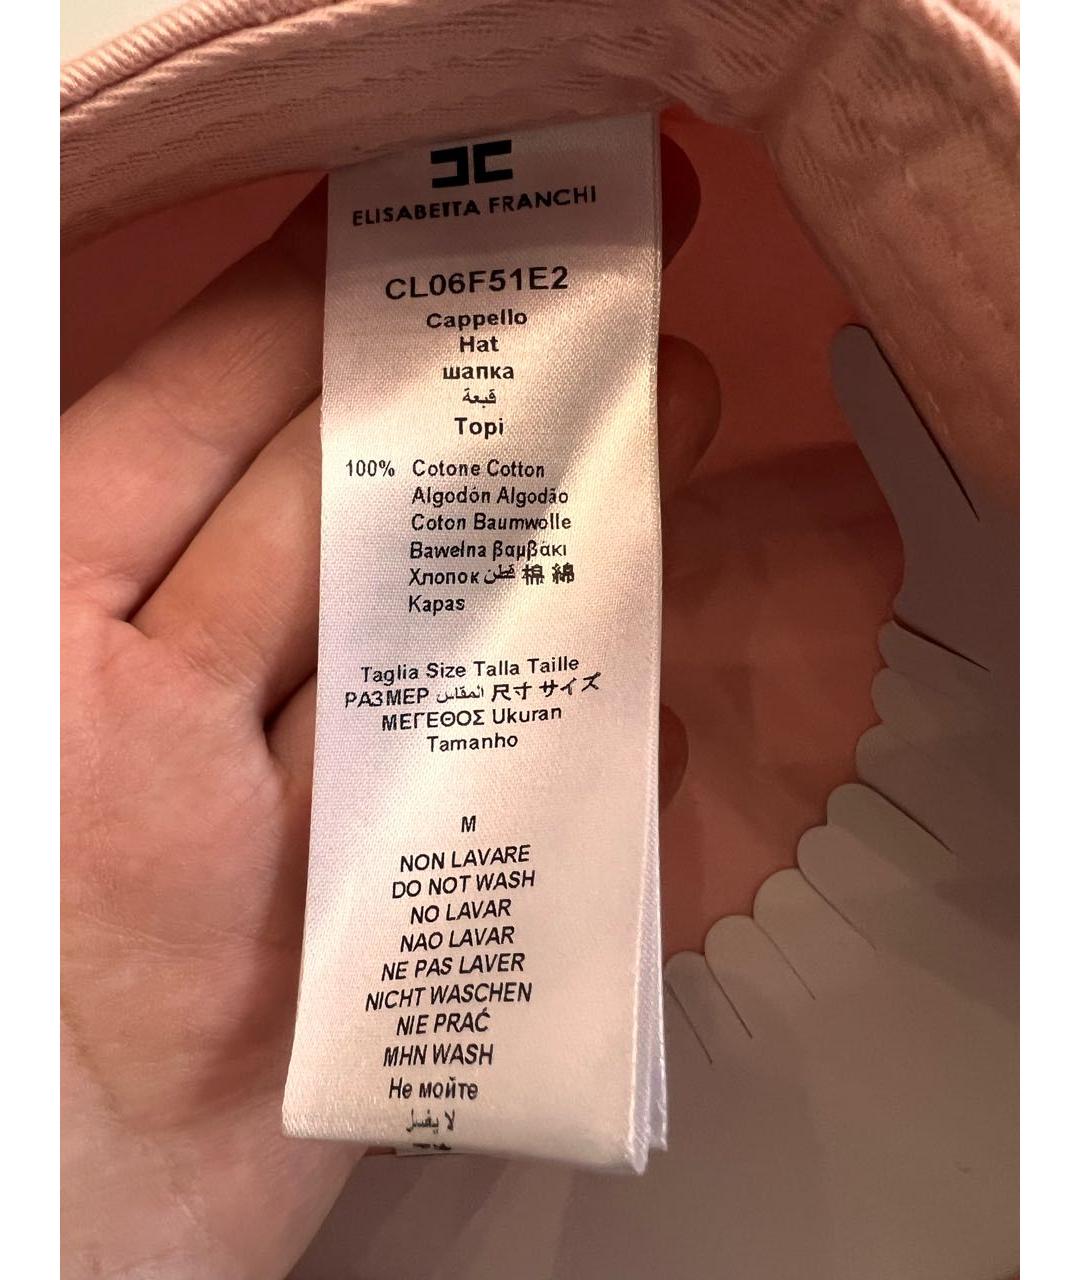 ELISABETTA FRANCHI
CL06F51E2
Cappello
Hat
шапка
قبعة
Topi
100% Cotone Cotton
Algodón Algodão
Coton Baumwolle
Bawełna βαμβάκι
Хлопок قطن 棉 綿
Kapas
Taglia Size Talla Taille
РАЗМЕР المقاس 尺寸 サイズ
ΜΕΓΕΘΟΣ Ukuran
Tamanho
M
NON LAVARE
DO NOT WASH
NO LAVAR
NAO LAVAR
NE PAS LAVER
NICHT WASCHEN
NIE PRAĆ
MHN WASH
Не мойте
لا يغسل